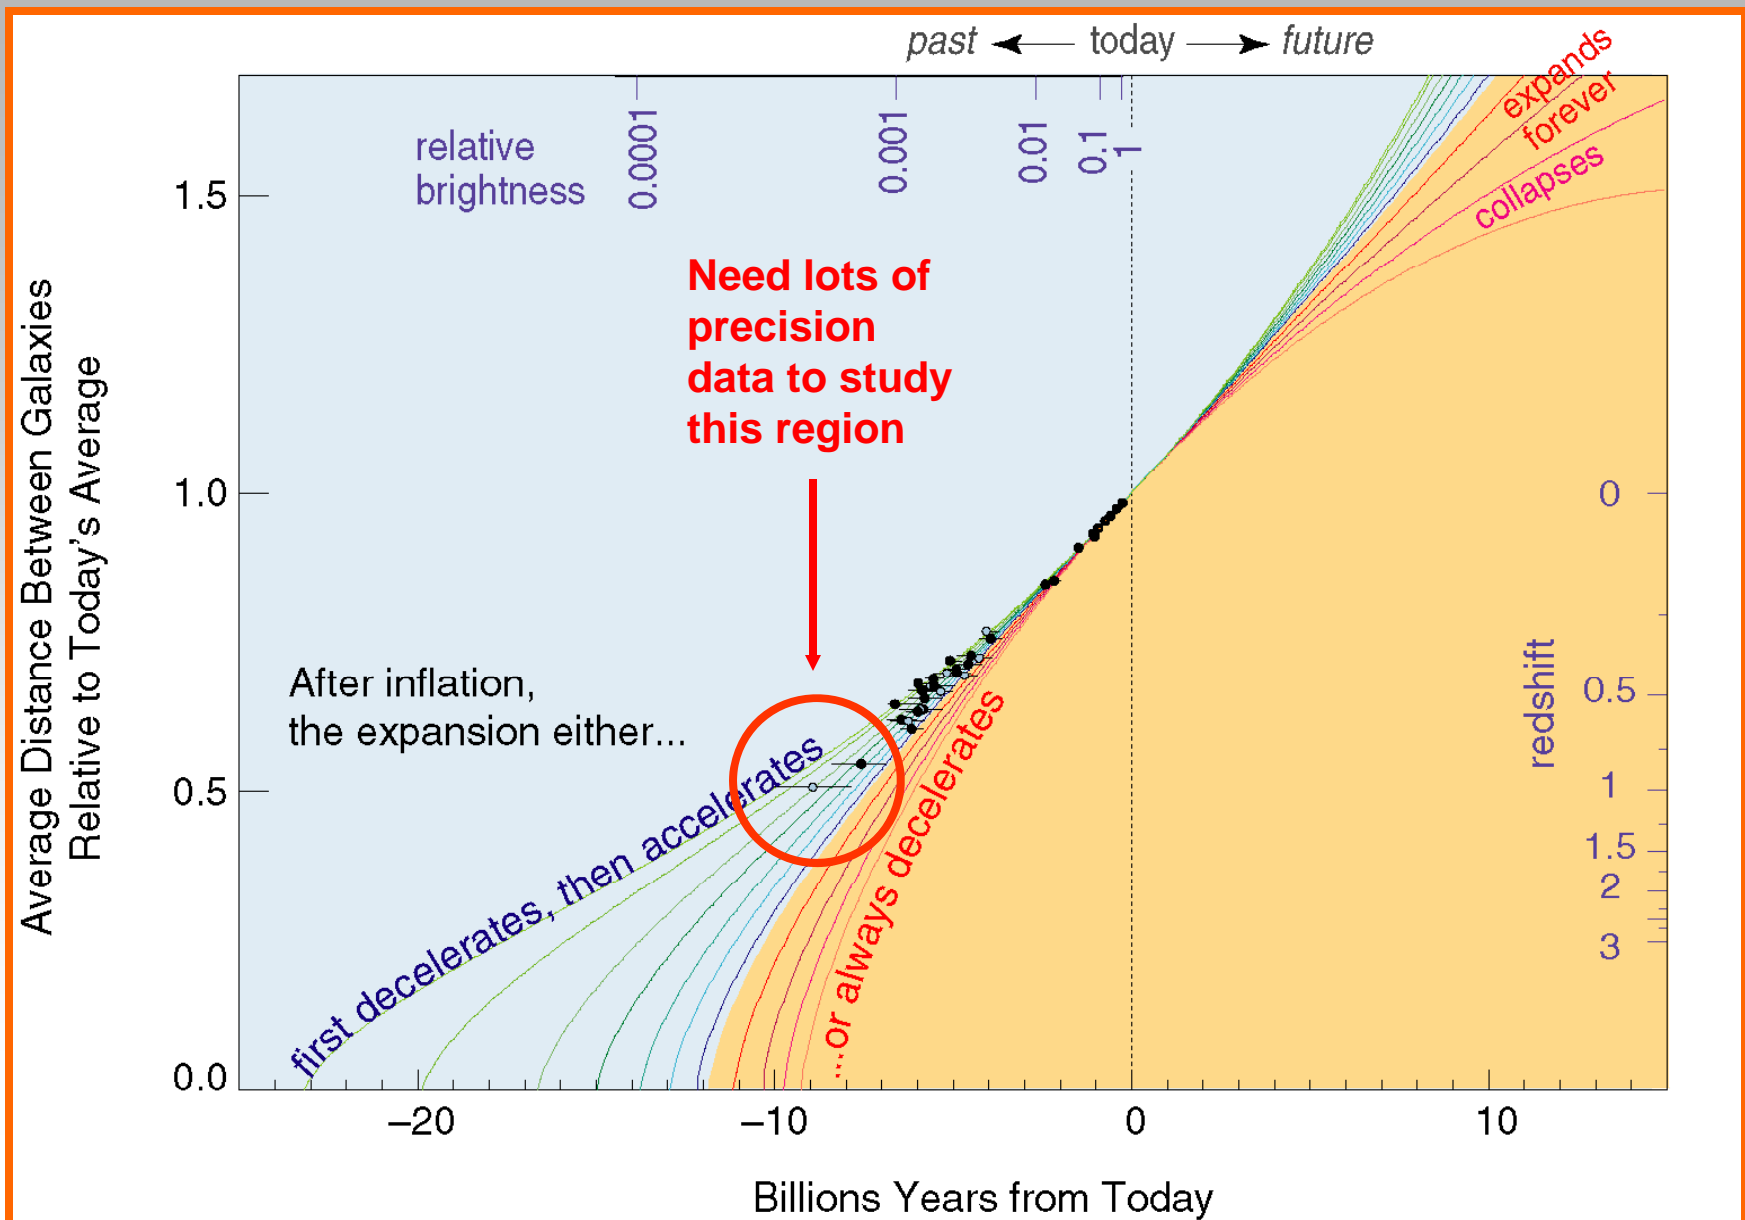 past ← today → future
relative
brightness
0.0001
0.001
0.01
0.1
1
expands
forever
collapses
Need lots of
precision
data to study
this region
After inflation,
the expansion either...
first decelerates, then accelerates
...or always decelerates
Average Distance Between Galaxies
Relative to Today's Average
1.5
1.0
0.5
0.0
redshift
0
0.5
1
1.5
2
3
−20
−10
0
10
Billions Years from Today